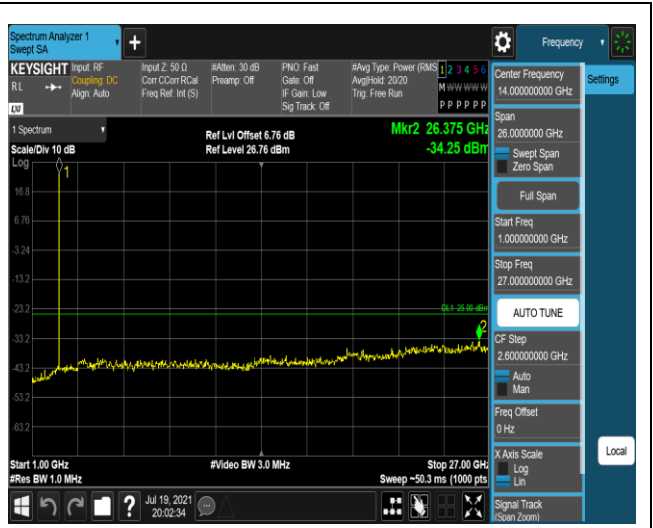 Spectrum Analyzer 1
Swept SA
Frequency
KEYSIGHT
RL
LXI
Input: RF
Coupling: DC
Align: Auto
Input Z: 50 Ω
Corr CCorr RCal
Freq Ref: Int (S)
#Atten: 30 dB
Preamp: Off
PNO: Fast
Gate: Off
IF Gain: Low
Sig Track: Off
#Avg Type: Power (RMS
Avg|Hold: 20/20
Trig: Free Run
1 2 3 4 5 6
M W W W W W
P P P P P P
1 Spectrum
Scale/Div 10 dB
Log
Ref Lvl Offset 6.76 dB
Ref Level 26.76 dBm
Mkr2 26.375 GHz
-34.25 dBm
1
16.8
6.76
-3.24
-13.2
-23.2
DL1 -25.00 dBm
2
-33.2
-43.2
-53.2
-63.2
Start 1.00 GHz
#Res BW 1.0 MHz
#Video BW 3.0 MHz
Stop 27.00 GHz
Sweep ~50.3 ms (1000 pts
Center Frequency
14.000000000 GHz
Settings
Span
26.0000000 GHz
Swept Span
Zero Span
Full Span
Start Freq
1.000000000 GHz
Stop Freq
27.000000000 GHz
AUTO TUNE
CF Step
2.600000000 GHz
Auto
Man
Freq Offset
0 Hz
X Axis Scale
Log
Lin
Local
Signal Track
(Span Zoom)
?
Jul 19, 2021
20:02:34